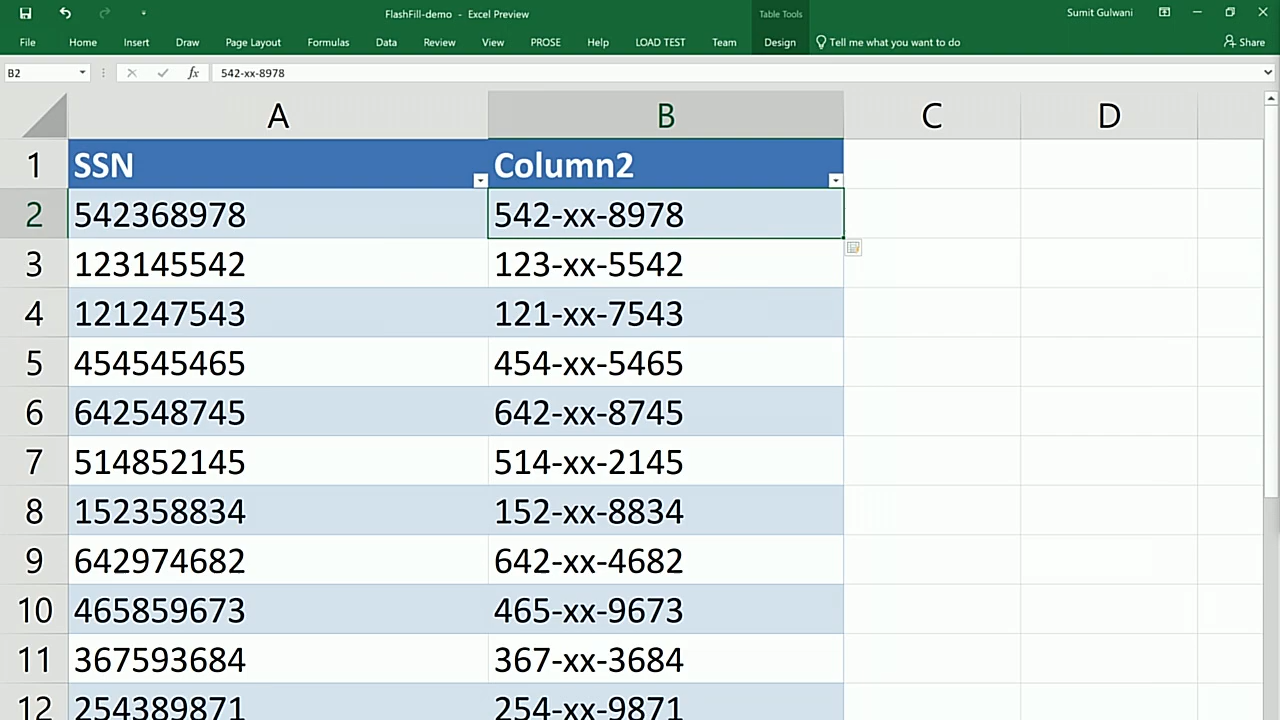 FlashFill-demo - Excel Preview
Table Tools
Sumit Gulwani
File Home Insert Draw Page Layout Formulas Data Review View PROSE Help LOAD TEST Team Design Tell me what you want to do Share
B2 fx 542-xx-8978
A B C D
1 SSN Column2
2 542368978 542-xx-8978
3 123145542 123-xx-5542
4 121247543 121-xx-7543
5 454545465 454-xx-5465
6 642548745 642-xx-8745
7 514852145 514-xx-2145
8 152358834 152-xx-8834
9 642974682 642-xx-4682
10 465859673 465-xx-9673
11 367593684 367-xx-3684
12 254389871 254-xx-9871